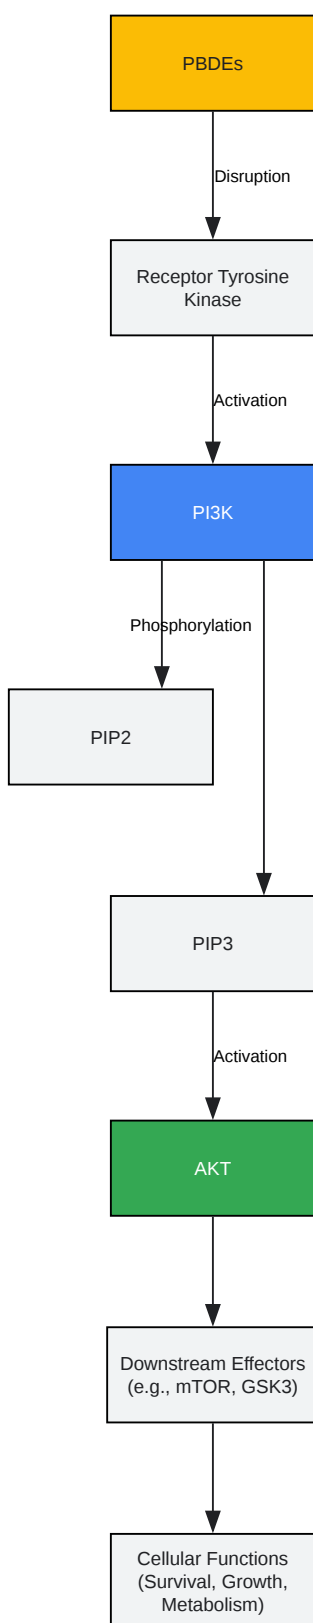 PBDEs
Disruption
Receptor Tyrosine
Kinase
Activation
PI3K
Phosphorylation
PIP2
PIP3
Activation
AKT
Downstream Effectors
(e.g., mTOR, GSK3)
Cellular Functions
(Survival, Growth,
Metabolism)